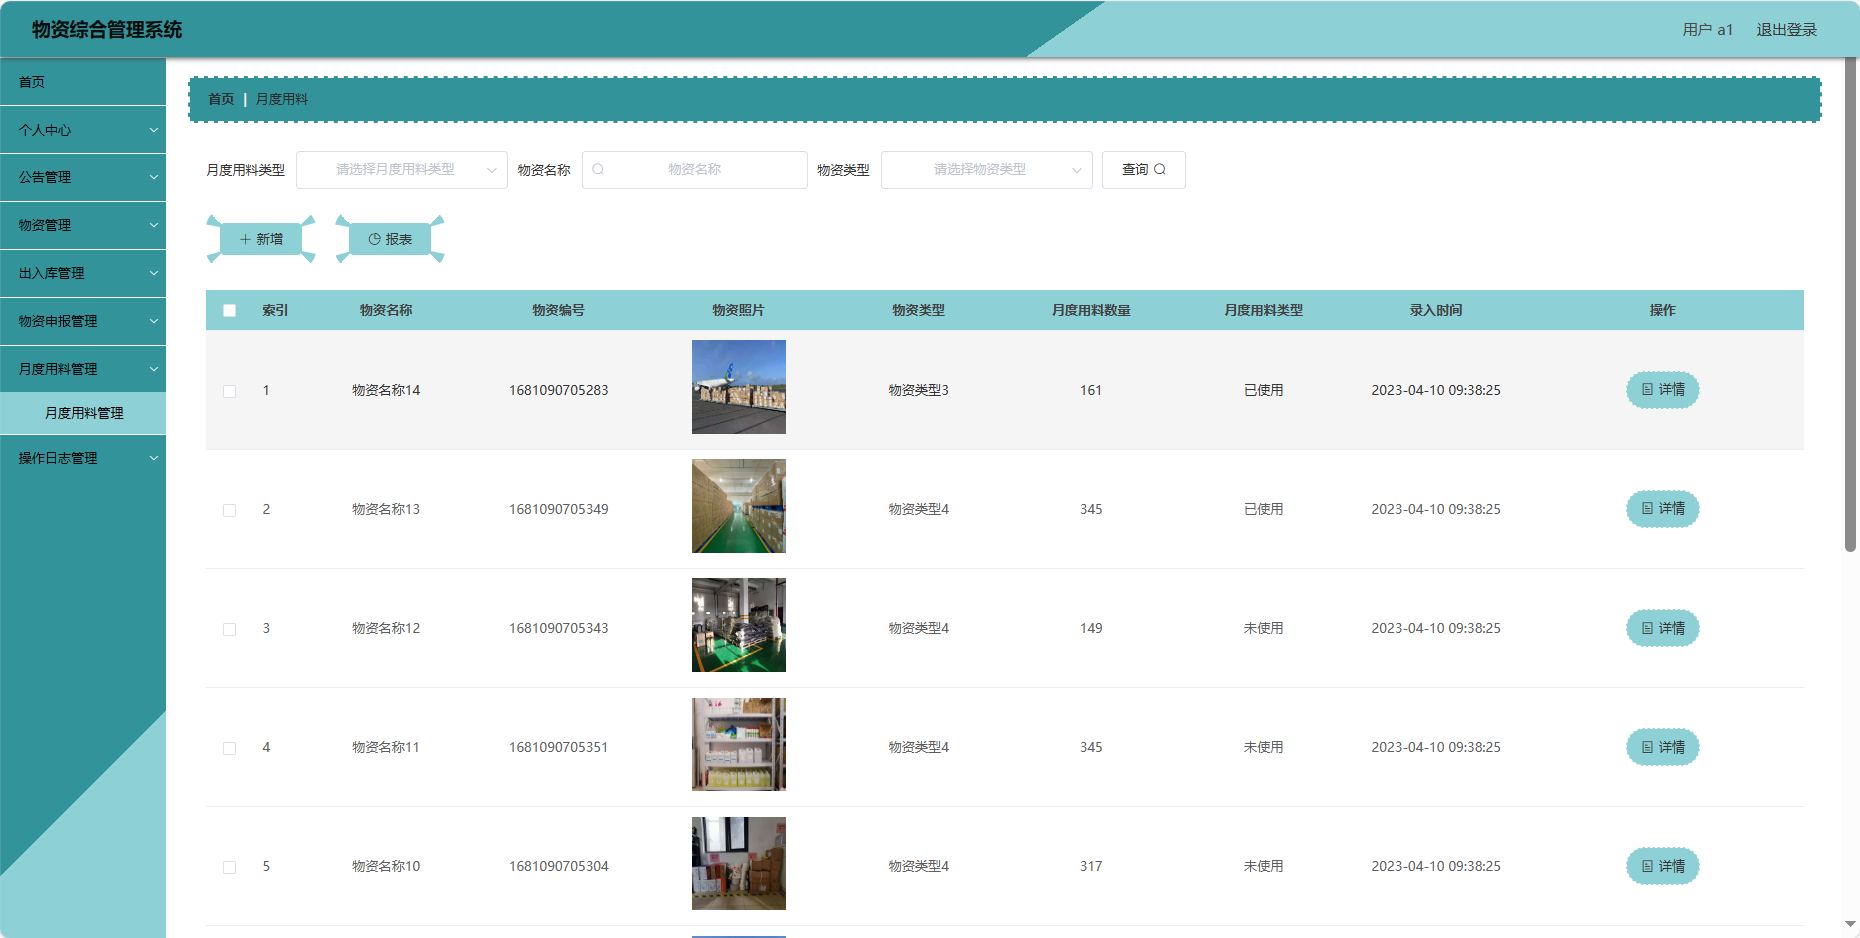 物资综合管理系统
用户 a1 退出登录
首页
个人中心
公告管理
物资管理
出入库管理
物资申报管理
月度用料管理
月度用料管理
操作日志管理
首页 | 月度用料
月度用料类型 请选择月度用料类型 物资名称 物资名称 物资类型 请选择物资类型 查询
新增 报表
索引 物资名称 物资编号 物资照片 物资类型 月度用料数量 月度用料类型 录入时间 操作
1 物资名称14 1681090705283 物资类型3 161 已使用 2023-04-10 09:38:25 详情
2 物资名称13 1681090705349 物资类型4 345 已使用 2023-04-10 09:38:25 详情
3 物资名称12 1681090705343 物资类型4 149 未使用 2023-04-10 09:38:25 详情
4 物资名称11 1681090705351 物资类型4 345 未使用 2023-04-10 09:38:25 详情
5 物资名称10 1681090705304 物资类型4 317 未使用 2023-04-10 09:38:25 详情